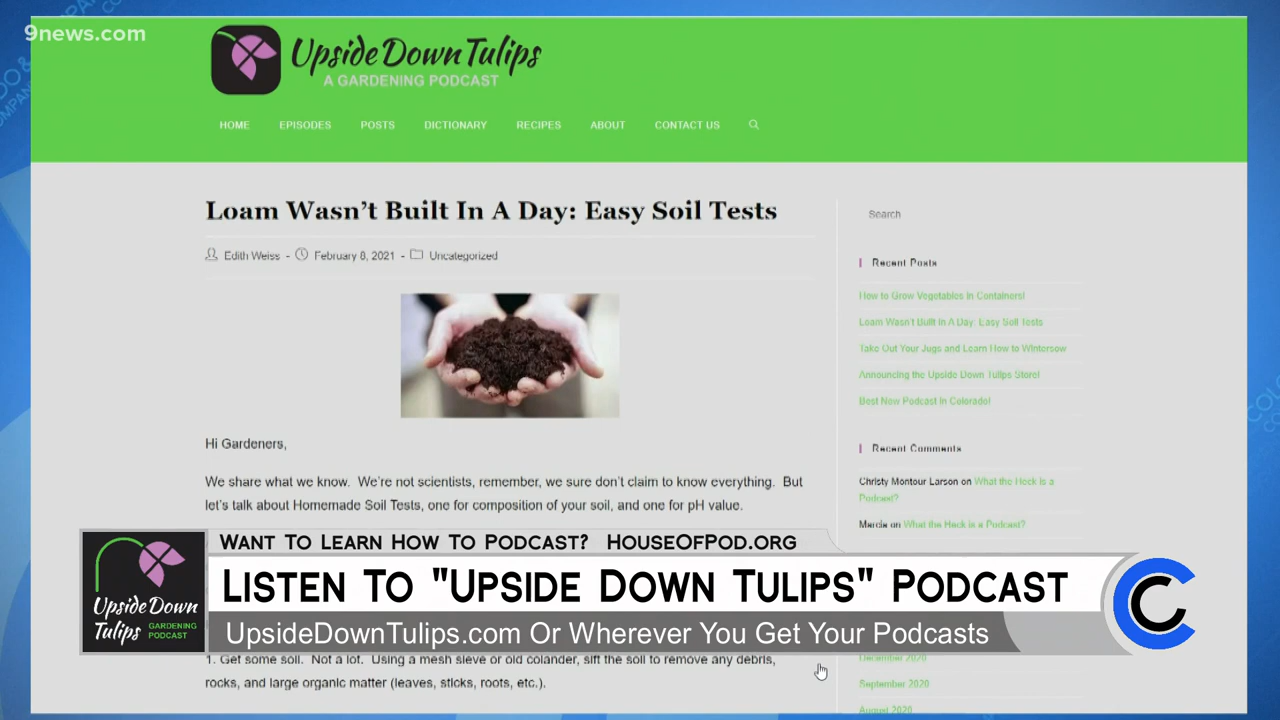 9news.com
Upside Down Tulips
A GARDENING PODCAST
HOME EPISODES POSTS DICTIONARY RECIPES ABOUT CONTACT US
Loam Wasn't Built In A Day: Easy Soil Tests
Edith Weiss - February 8, 2021 - Uncategorized
Hi Gardeners,
We share what we know. We're not scientists, remember, we sure don't claim to know everything. But
let's talk about Homemade Soil Tests, one for composition of your soil, and one for pH value.
Search
Recent Posts
How to Grow Vegetables in Containers!
Loam Wasn't Built In A Day: Easy Soil Tests
Take Out Your Jugs and Learn How to Wintersow
Announcing the Upside Down Tulips Store!
Best New Podcast in Colorado!
Recent Comments
Christy Montour Larson on What the Heck is a
Podcast?
Marcia on What the Heck is a Podcast?
Want To Learn How To Podcast? HouseOfPod.org
Listen To "Upside Down Tulips" Podcast
UpsideDownTulips.com Or Wherever You Get Your Podcasts
Upside Down
Tulips
GARDENING
PODCAST
1. Get some soil. Not a lot. Using a mesh sieve or old colander, sift the soil to remove any debris,
rocks, and large organic matter (leaves, sticks, roots, etc.).
December 2020
September 2020
August 2020